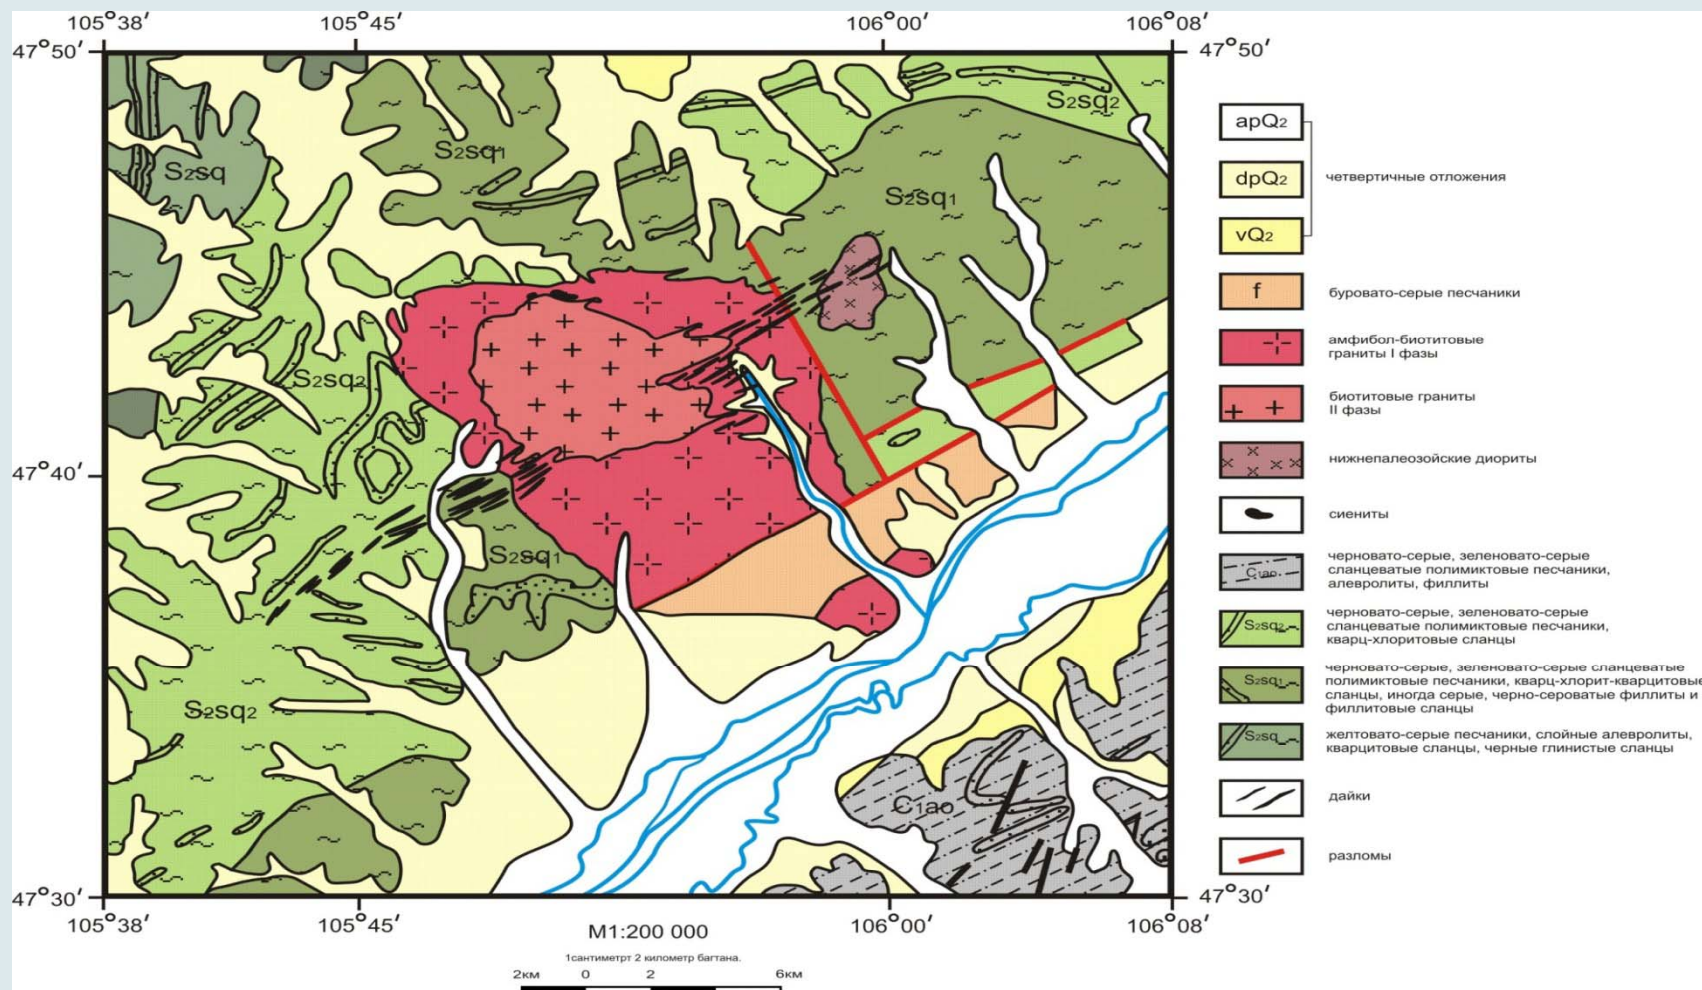 105°38′ 105°45′ 106°00′ 106°08′
47°50′ 47°50′
S2sq2
apQ2
S2sq1
S2sq
dpQ2
четвертичные отложения
S2sq1
vQ2
f
буровато-серые песчаники
амфибол-биотитовые
граниты I фазы
S2sq2
биотитовые граниты
II фазы
47°40′
нижнепалеозойские диориты
сиениты
S2sq1
черновато-серые, зеленовато-серые
C1ao
сланцеватые полимиктовые песчаники,
алевролиты, филлиты
черновато-серые, зеленовато-серые
S2sq2
сланцеватые полимиктовые песчаники,
кварц-хлоритовые сланцы
черновато-серые, зеленовато-серые сланцеватые
S2sq1
полимиктовые песчаники, кварц-хлорит-кварцитовые
сланцы, иногда серые, черно-сероватые филлиты и
филлитовые сланцы
S2sq2
S2sq
желтовато-серые песчаники, слойные алевролиты,
кварцитовые сланцы, черные глинистые сланцы
C1ao
дайки
разломы
47°30′ 47°30′
105°38′ 105°45′ 106°00′ 106°08′
М1:200 000
1сантиметрт 2 километр багтана.
2км 0 2 6км